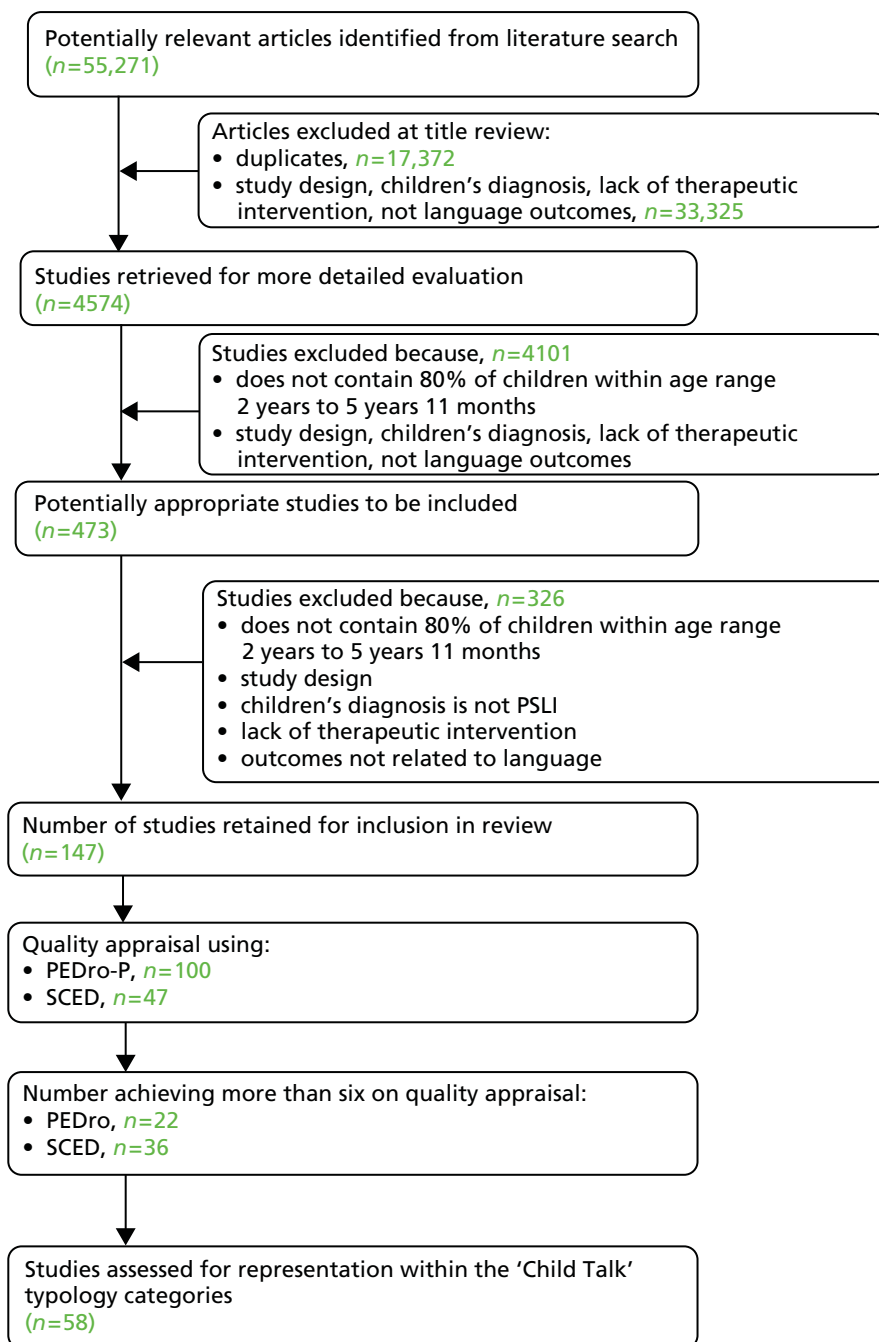 Potentially relevant articles identified from literature search
(n=55,271)
Articles excluded at title review:
• duplicates, n=17,372
• study design, children's diagnosis, lack of therapeutic
intervention, not language outcomes, n=33,325
Studies retrieved for more detailed evaluation
(n=4574)
Studies excluded because, n=4101
• does not contain 80% of children within age range
2 years to 5 years 11 months
• study design, children's diagnosis, lack of therapeutic
intervention, not language outcomes
Potentially appropriate studies to be included
(n=473)
Studies excluded because, n=326
• does not contain 80% of children within age range
2 years to 5 years 11 months
• study design
• children's diagnosis is not PSLI
• lack of therapeutic intervention
• outcomes not related to language
Number of studies retained for inclusion in review
(n=147)
Quality appraisal using:
• PEDro-P, n=100
• SCED, n=47
Number achieving more than six on quality appraisal:
• PEDro, n=22
• SCED, n=36
Studies assessed for representation within the 'Child Talk'
typology categories
(n=58)